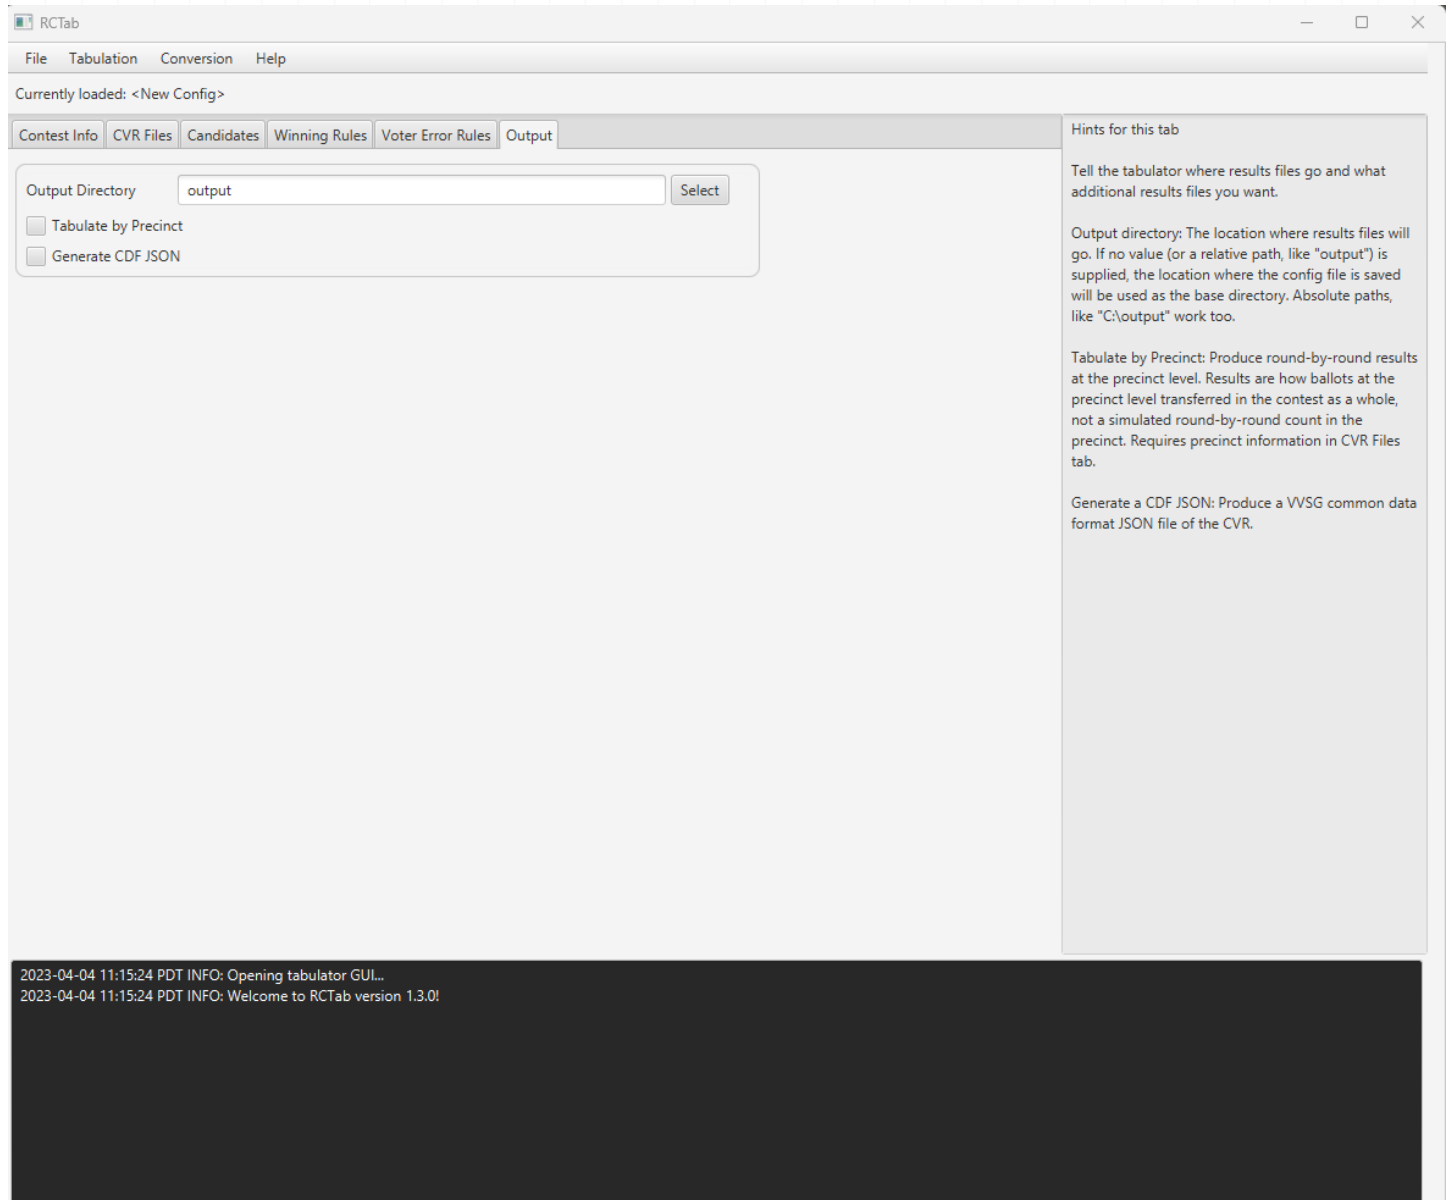 RCTab
File Tabulation Conversion Help
Currently loaded: <New Config>
Contest Info CVR Files Candidates Winning Rules Voter Error Rules Output
Output Directory output Select
Tabulate by Precinct
Generate CDF JSON
Hints for this tab
Tell the tabulator where results files go and what
additional results files you want.
Output directory: The location where results files will
go. If no value (or a relative path, like "output") is
supplied, the location where the config file is saved
will be used as the base directory. Absolute paths,
like "C:\output" work too.
Tabulate by Precinct: Produce round-by-round results
at the precinct level. Results are how ballots at the
precinct level transferred in the contest as a whole,
not a simulated round-by-round count in the
precinct. Requires precinct information in CVR Files
tab.
Generate a CDF JSON: Produce a VVSG common data
format JSON file of the CVR.
2023-04-04 11:15:24 PDT INFO: Opening tabulator GUI...
2023-04-04 11:15:24 PDT INFO: Welcome to RCTab version 1.3.0!